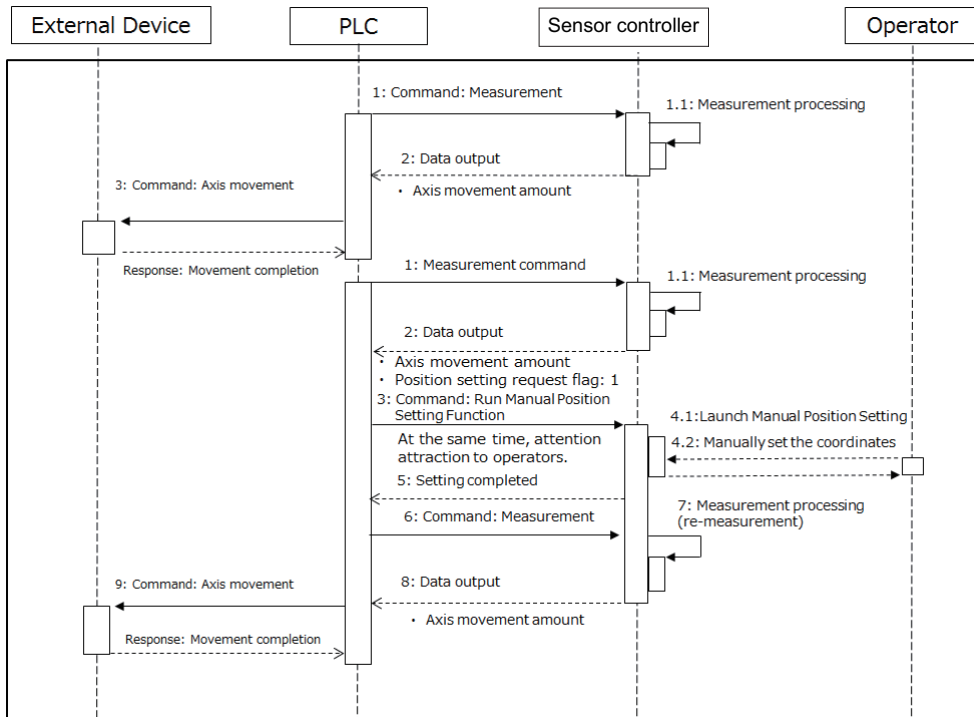 External Device
PLC
Sensor controller
Operator
1: Command: Measurement
1.1: Measurement processing
2: Data output
・ Axis movement amount
3: Command: Axis movement
Response: Movement completion
1: Measurement command
1.1: Measurement processing
2: Data output
・ Axis movement amount
・ Position setting request flag: 1
3: Command: Run Manual Position
Setting Function
4.1:Launch Manual Position Setting
At the same time, attention
attraction to operators.
4.2: Manually set the coordinates
5: Setting completed
6: Command: Measurement
7: Measurement processing
(re-measurement)
8: Data output
9: Command: Axis movement
・ Axis movement amount
Response: Movement completion